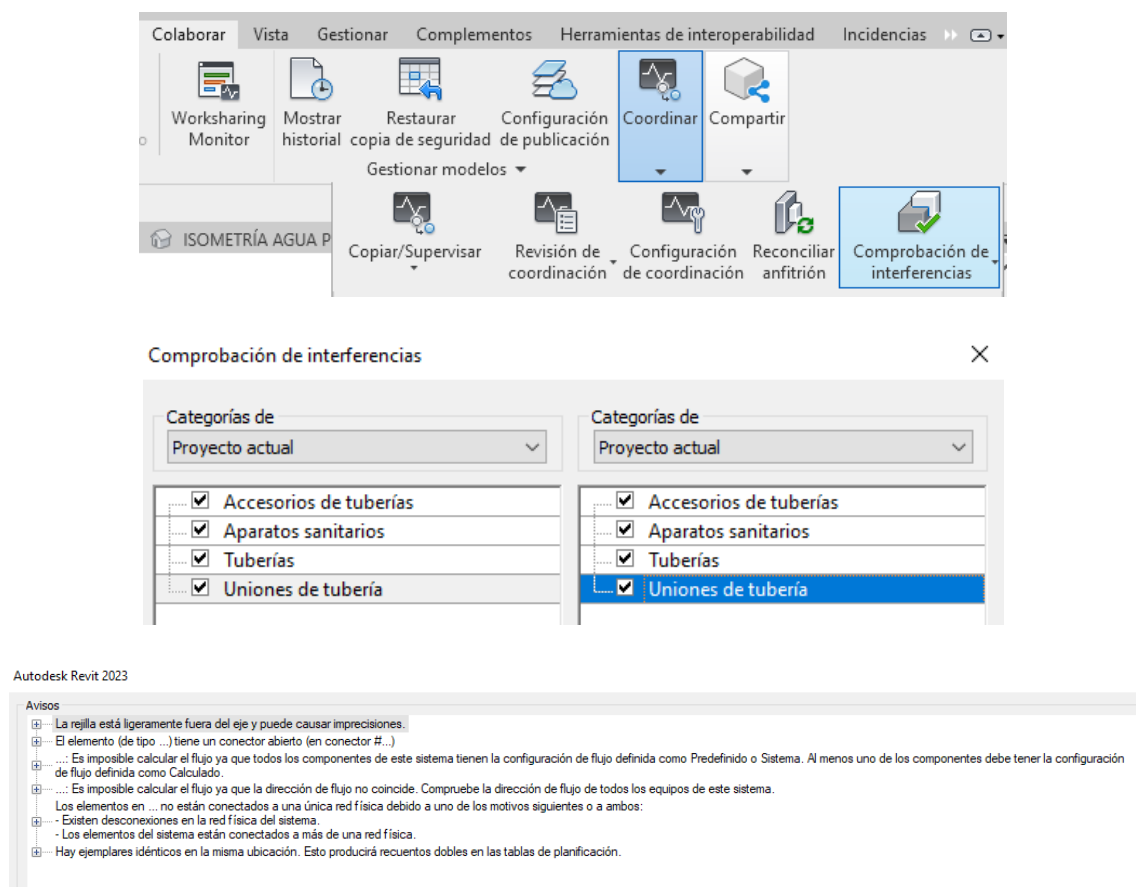 Colaborar Vista Gestionar Complementos Herramientas de interoperabilidad Incidencias
Worksharing Monitor
Mostrar historial
Restaurar copia de seguridad
Configuración de publicación
Coordinar
Compartir
o
Gestionar modelos
ISOMETRÍA AGUA P
Copiar/Supervisar
Revisión de coordinación
Configuración de coordinación
Reconciliar anfitrión
Comprobación de interferencias
Comprobación de interferencias
Categorías de
Proyecto actual
Accesorios de tuberías
Aparatos sanitarios
Tuberías
Uniones de tubería
Categorías de
Proyecto actual
Accesorios de tuberías
Aparatos sanitarios
Tuberías
Uniones de tubería
Autodesk Revit 2023
Avisos
La rejilla está ligeramente fuera del eje y puede causar imprecisiones.
El elemento (de tipo ...) tiene un conector abierto (en conector #...)
...: Es imposible calcular el flujo ya que todos los componentes de este sistema tienen la configuración de flujo definida como Predefinido o Sistema. Al menos uno de los componentes debe tener la configuración
de flujo definida como Calculado.
...: Es imposible calcular el flujo ya que la dirección de flujo no coincide. Compruebe la dirección de flujo de todos los equipos de este sistema.
Los elementos en ... no están conectados a una única red física debido a uno de los motivos siguientes o a ambos:
- Existen desconexiones en la red física del sistema.
- Los elementos del sistema están conectados a más de una red física.
Hay ejemplares idénticos en la misma ubicación. Esto producirá recuentos dobles en las tablas de planificación.